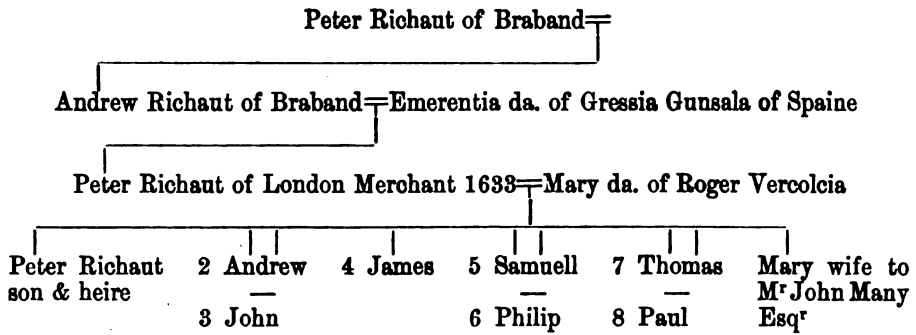 Peter Richaut of Braband=
Andrew Richaut of Braband=Emerentia da. of Gressia Gunsala of Spaine
Peter Richaut of London Merchant 1633=Mary da. of Roger Vercolcia
Peter Richaut son & heire
2 Andrew
—
3 John
4 James
5 Samuell
—
6 Philip
7 Thomas
—
8 Paul
Mary wife to
Mʳ John Many
Esqʳ